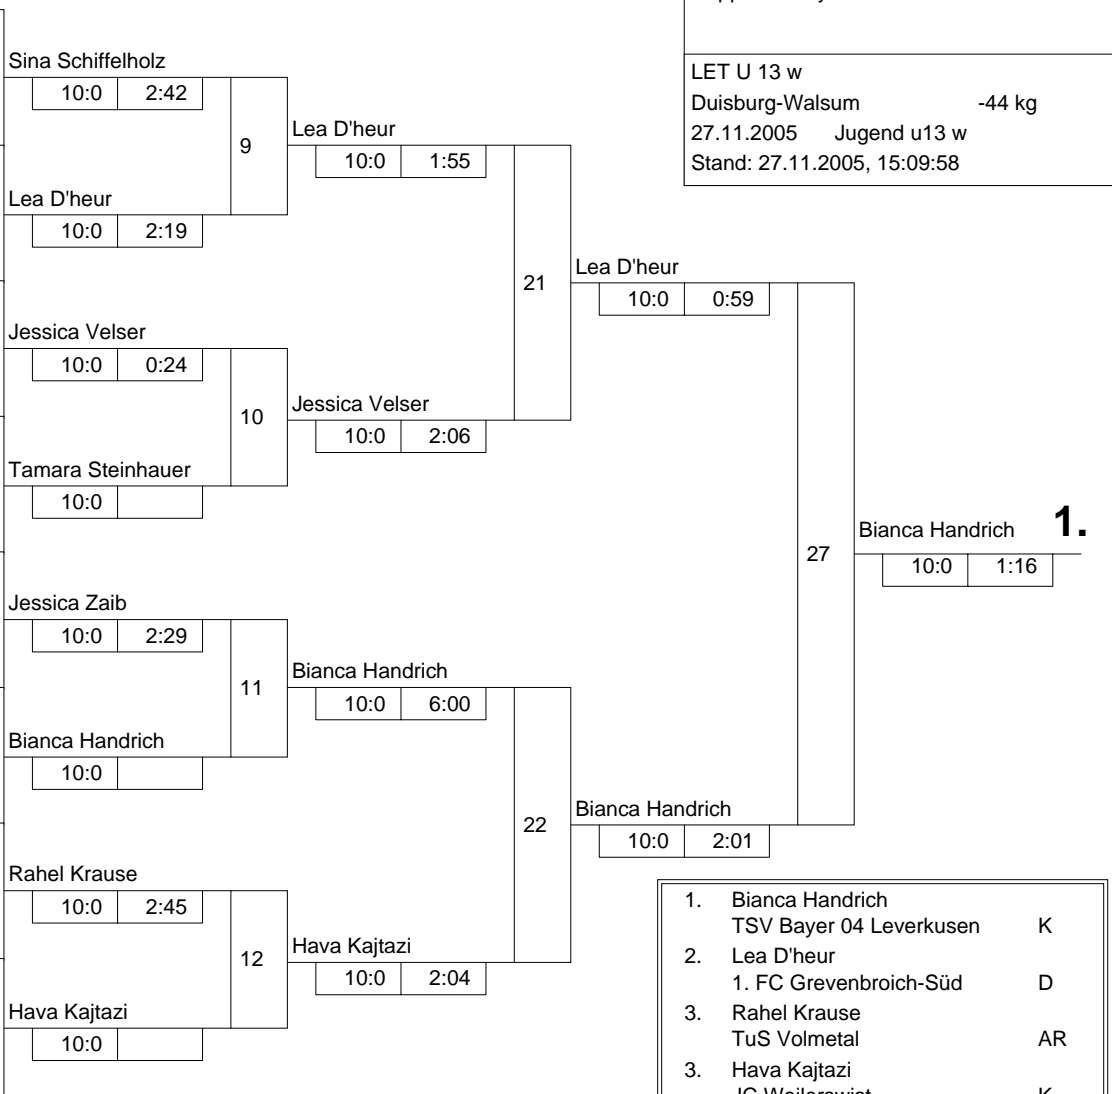 LET U 13 w
Duisburg-Walsum -44 kg
27.11.2005 Jugend u13 w
Stand: 27.11.2005, 15:09:58
Sina Schiffelholz
10:0 2:42
9
Lea D'heur
10:0 1:55
Lea D'heur
10:0 2:19
21
Lea D'heur
10:0 0:59
Jessica Velser
10:0 0:24
10
Jessica Velser
10:0 2:06
Tamara Steinhauer
10:0
27
Bianca Handrich 1.
10:0 1:16
Jessica Zaib
10:0 2:29
11
Bianca Handrich
10:0 6:00
Bianca Handrich
10:0
22
Bianca Handrich
10:0 2:01
Rahel Krause
10:0 2:45
12
Hava Kajtazi
10:0 2:04
Hava Kajtazi
10:0
1. Bianca Handrich
TSV Bayer 04 Leverkusen K
2. Lea D'heur
1. FC Grevenbroich-Süd D
3. Rahel Krause
TuS Volmetal AR
3. Hava Kajtazi
JC Weilerswist K